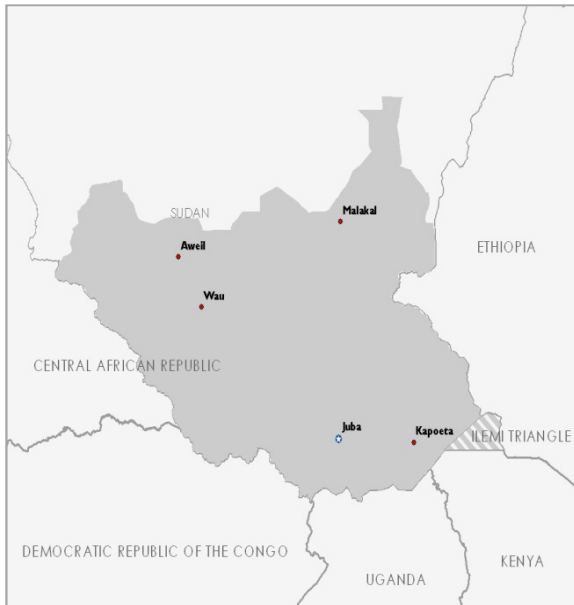 SUDAN
Malakal
ETHIOPIA
Aweil
Wau
CENTRAL AFRICAN REPUBLIC
Juba
Kapoeta
ILEMI TRIANGLE
DEMOCRATIC REPUBLIC OF THE CONGO
KENYA
UGANDA